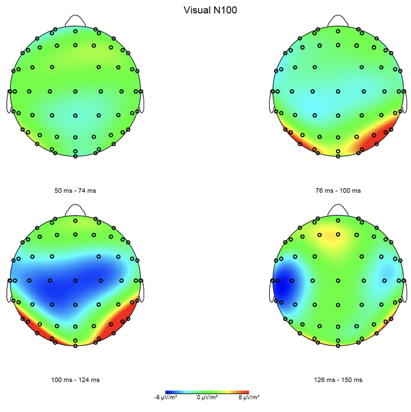 Visual N100
50 ms - 74 ms
76 ms - 100 ms
100 ms - 124 ms
126 ms - 150 ms
-8 µV/m² 0 µV/m² 8 µV/m²